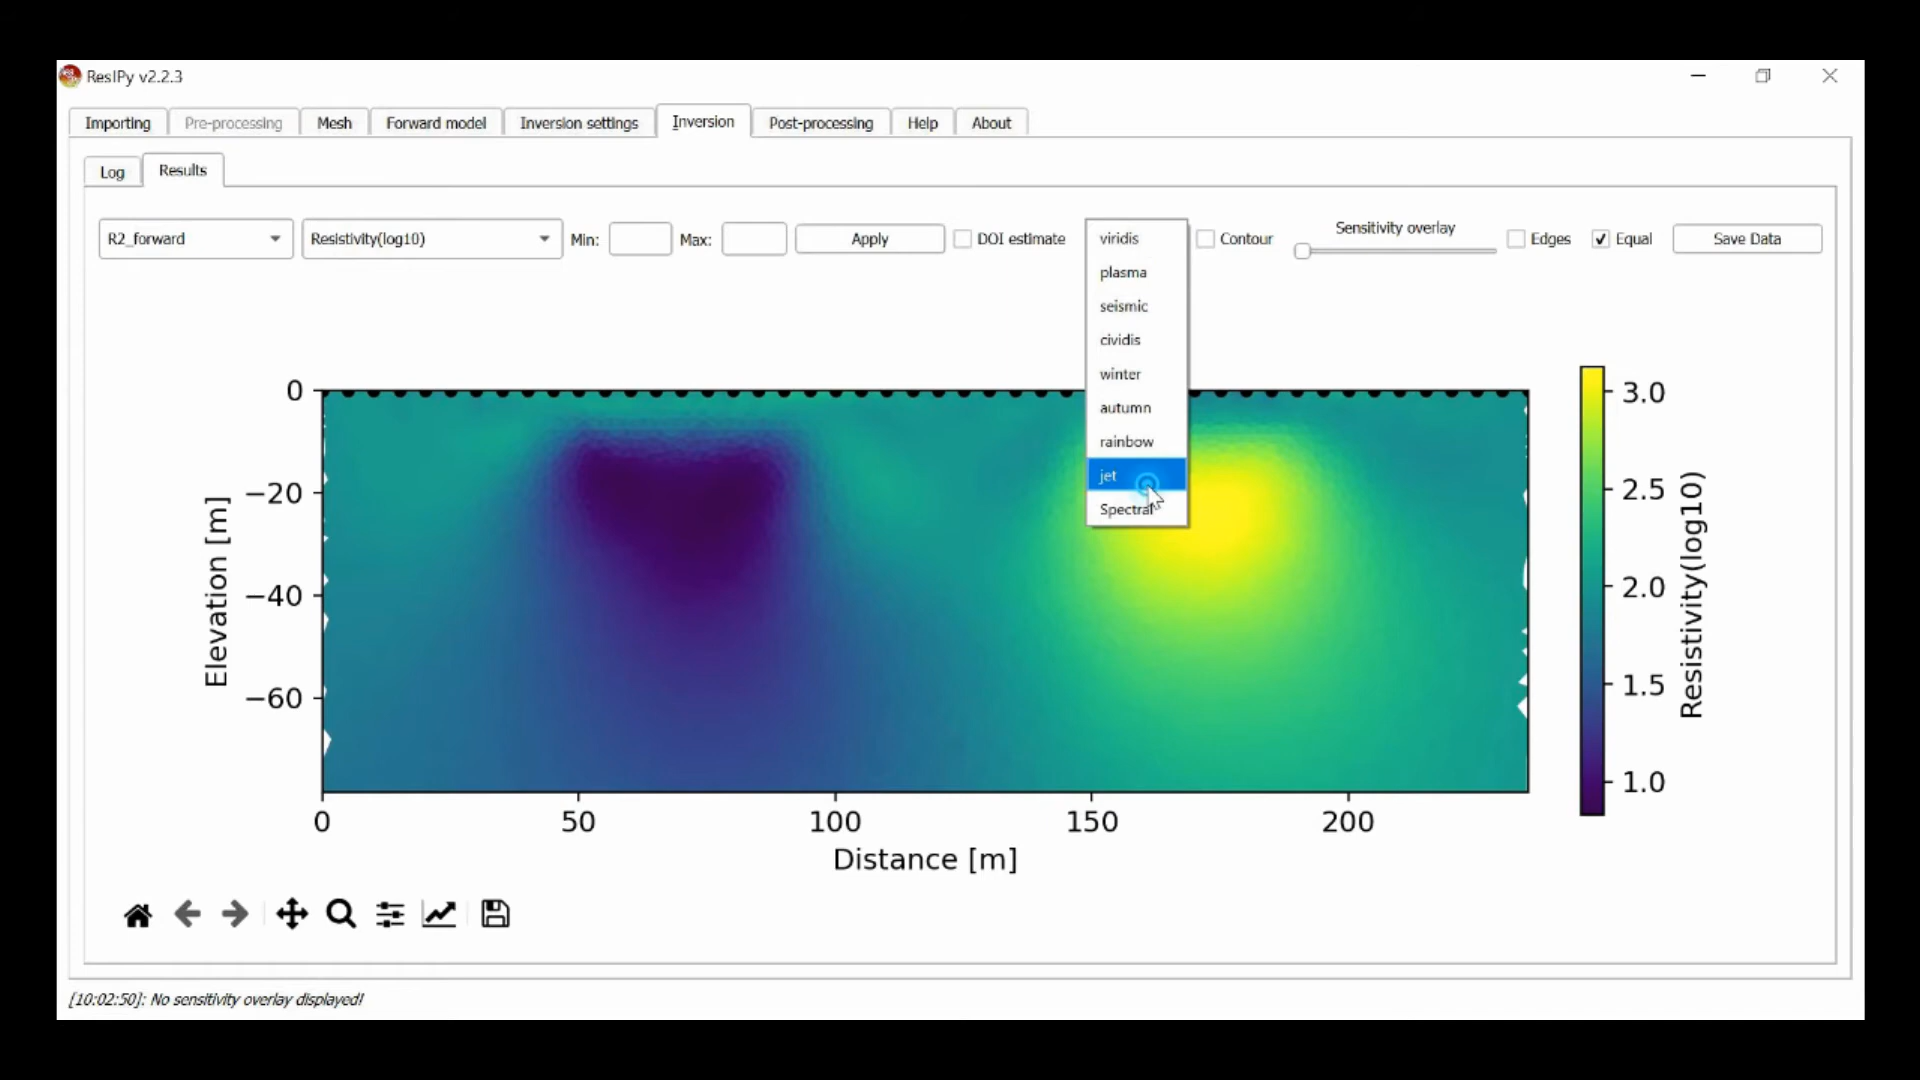 ResIPy v2.2.3
Importing Pre-processing Mesh Forward model Inversion settings Inversion Post-processing Help About
Log Results
R2_forward Resistivity(log10) Min: Max: Apply DOI estimate viridis Contour Sensitivity overlay Edges Equal Save Data
plasma
seismic
cividis
winter
autumn
rainbow
jet
Spectral
0
−20
−40
−60
Elevation [m]
0 50 100 150 200
Distance [m]
3.0
2.5
2.0
1.5
1.0
Resistivity(log10)
[10:02:50]: No sensitivity overlay displayed!